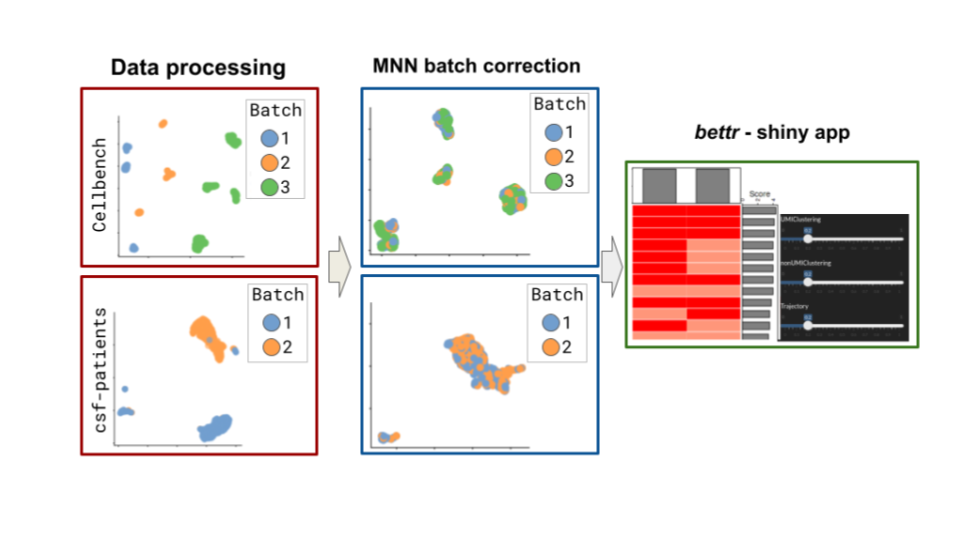 Data processing
MNN batch correction
bettr - shiny app
Cellbench
Batch
1
2
3
Batch
1
2
3
Score
UMIClustering
nonUMIClustering
Trajectory
csf-patients
Batch
1
2
Batch
1
2